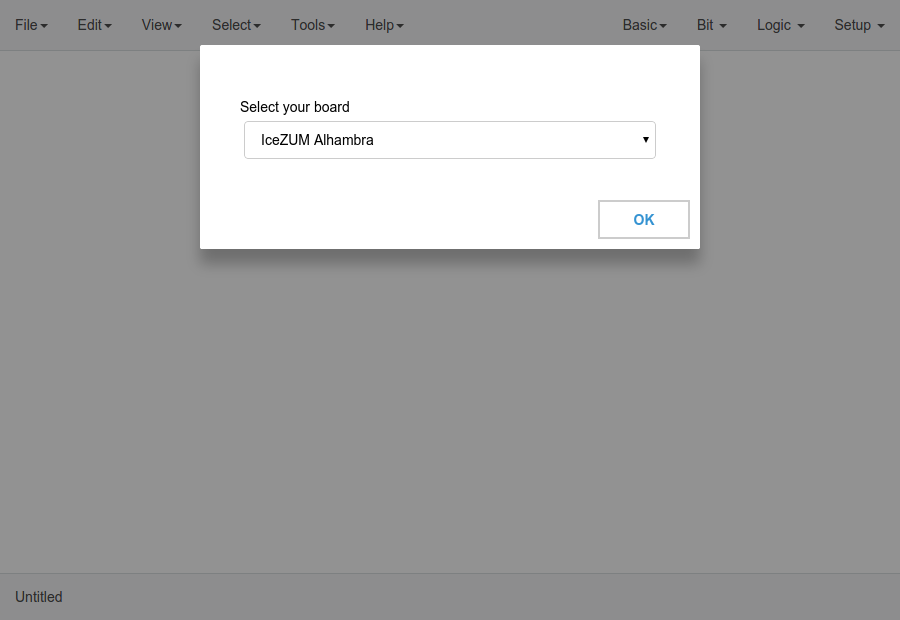 File Edit View Select Tools Help Basic Bit Logic Setup
Select your board
IceZUM Alhambra
OK
Untitled